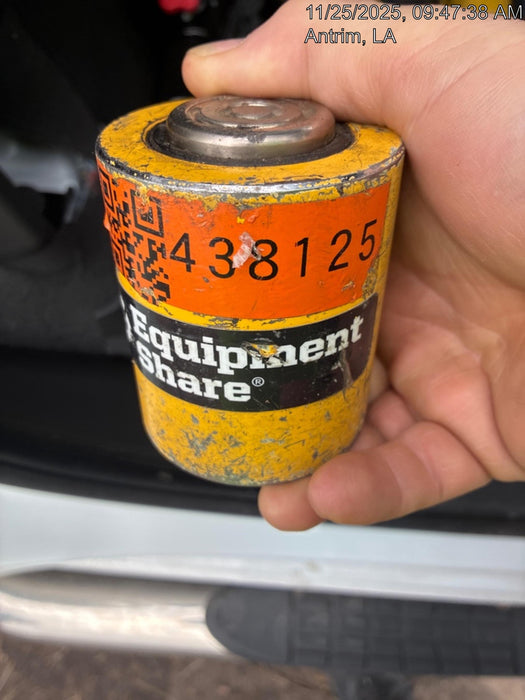 11/25/2025, 09:47:38 AM
Antrim, LA
438125
Equipment
Share®